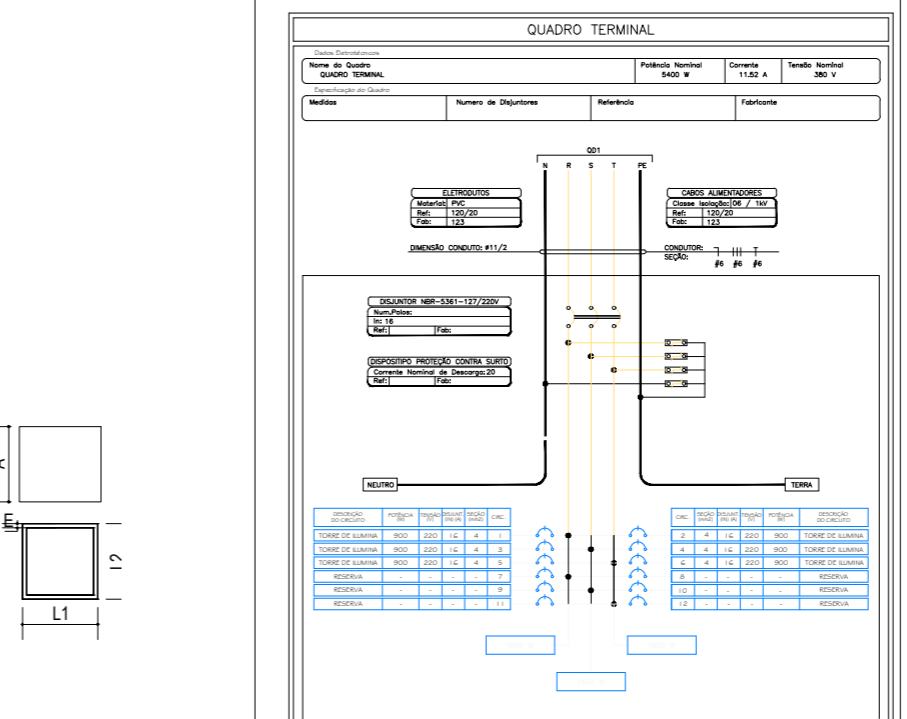 QUADRO TERMINAL
Dados Eletrotécnicos
Nome do Quadro Potência Nominal Corrente Tensão Nominal
QUADRO TERMINAL 5400 W 11.52 A 380 V
Especificação do Quadro
Medidas Numero de Disjuntores Referência Fabricante
QD1
N R S T PE
ELETRODUTOS
Material: PVC
Ref: 120/20
Fab: 123
CABOS ALIMENTADORES
Classe Isolação: 06 / 1kV
Ref: 120/20
Fab: 123
DIMENSÃO CONDUTO: #11/2
CONDUTOR:
SEÇÃO: #6 #6 #6
DISJUNTOR NBR-5361-127/220V
Num.Polos:
In: 16
Ref: Fab:
DISPOSITIPO PROTEÇÃO CONTRA SURTO
Corrente Nominal de Descarga: 20
Ref: Fab:
NEUTRO TERRA
DESCRIÇÃO DO CIRCUITO POTÊNCIA (W) TENSÃO (V) DISJUNT. (IN) (A) SEÇÃO (mm2) CIRC.
TORRE DE ILUMINA 900 220 16 4 1
TORRE DE ILUMINA 900 220 16 4 3
TORRE DE ILUMINA 900 220 16 4 5
RESERVA - - - - 7
RESERVA - - - - 9
RESERVA - - - - 11
CIRC. SEÇÃO (mm2) DISJUNT. (IN) (A) TENSÃO (V) POTÊNCIA (W) DESCRIÇÃO DO CIRCUITO
2 4 16 220 900 TORRE DE ILUMINA
4 4 16 220 900 TORRE DE ILUMINA
6 4 16 220 900 TORRE DE ILUMINA
8 - - - - RESERVA
10 - - - - RESERVA
12 - - - - RESERVA
A
E
L2
L1